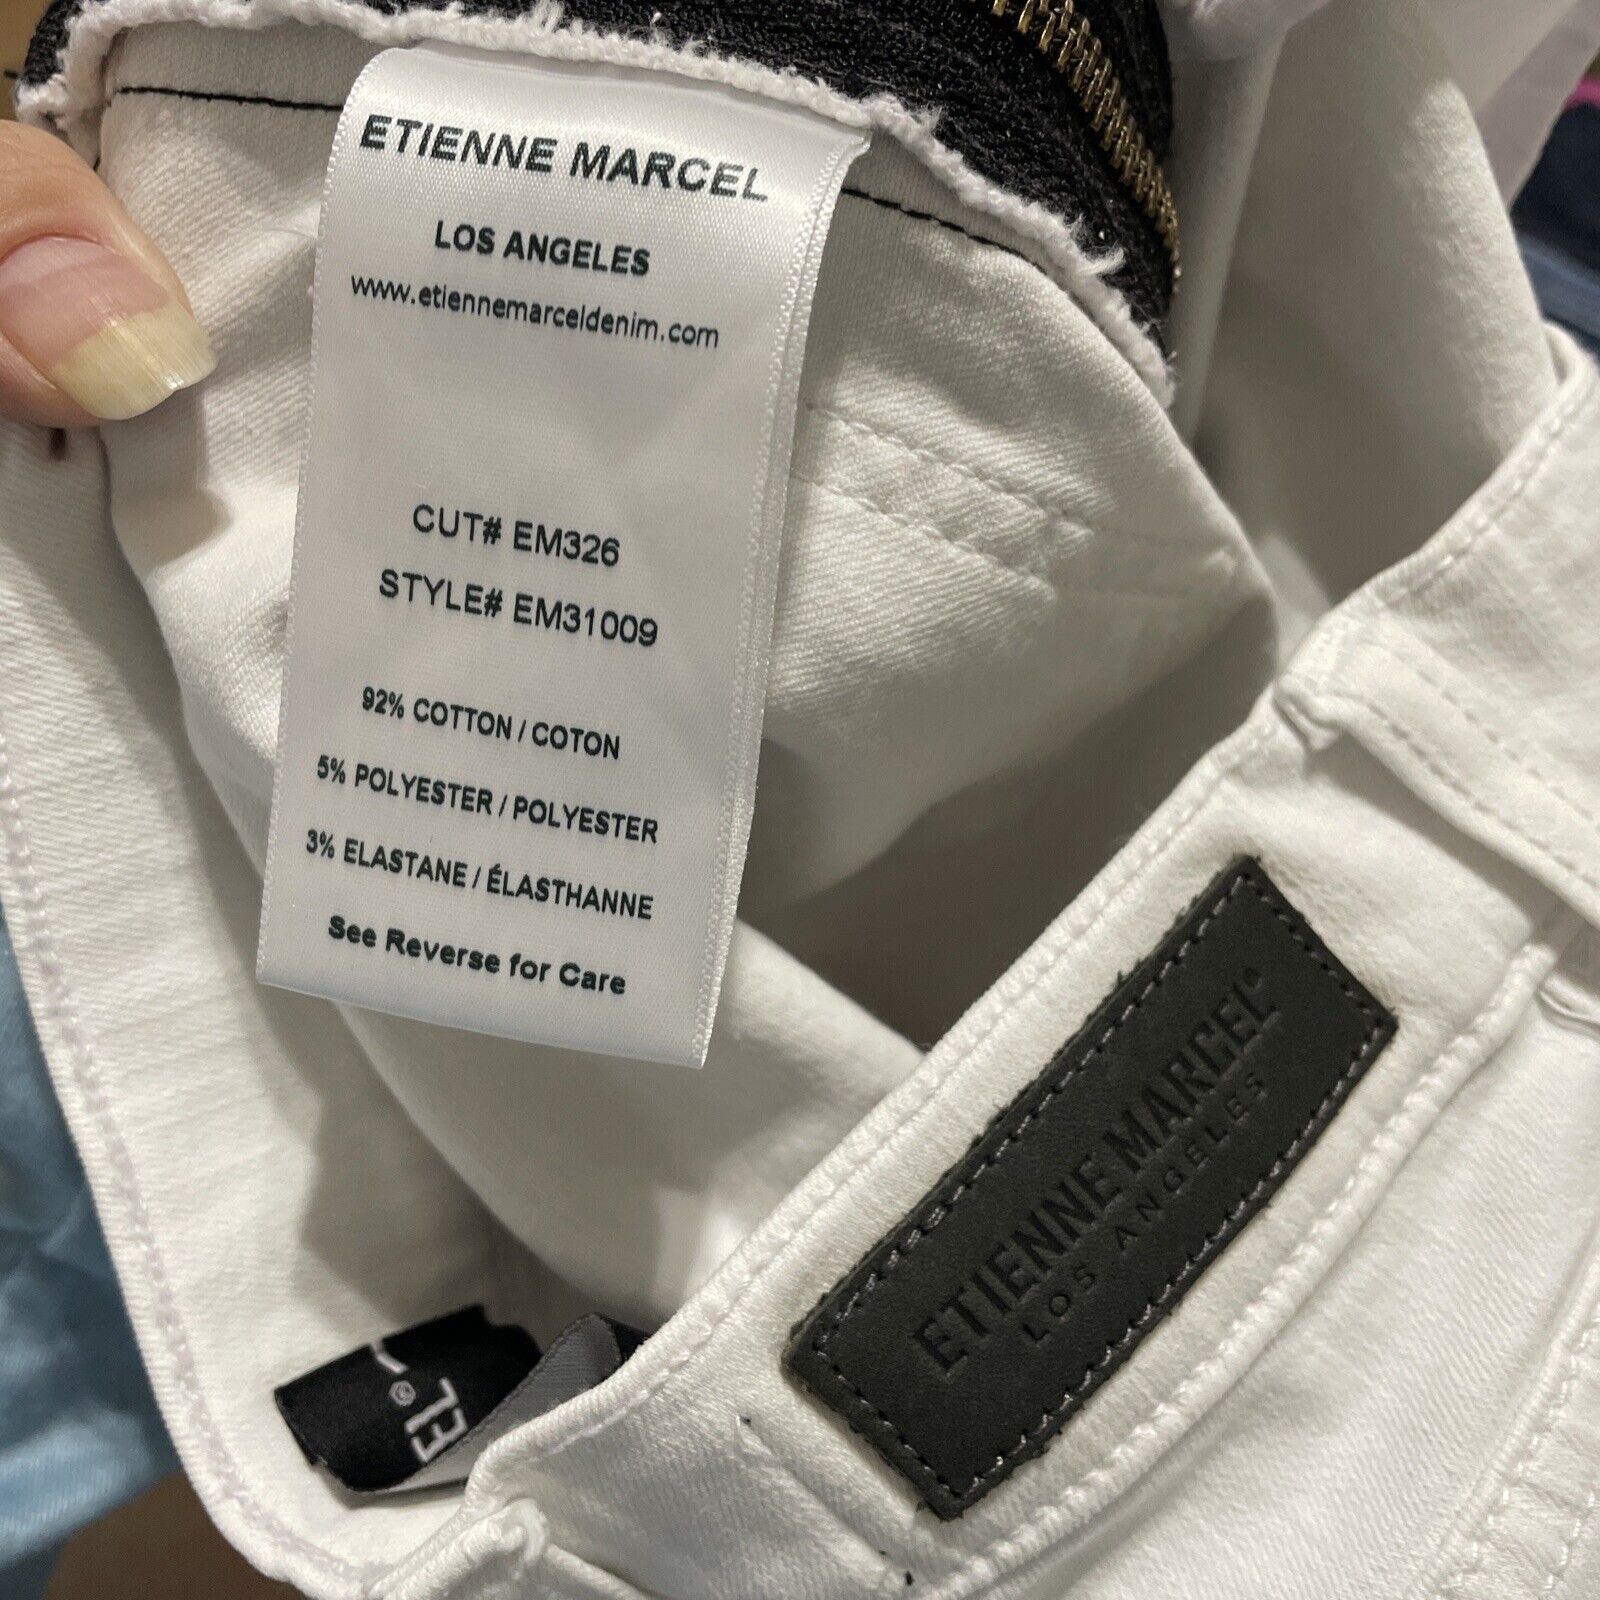 ETIENNE MARCEL
LOS ANGELES
www.etiennemarceldenim.com
CUT# EM326
STYLE# EM31009
92% COTTON / COTON
5% POLYESTER / POLYESTER
3% ELASTANE / ÉLASTHANNE
See Reverse for Care
ETIENNE MARCEL®
LOS ANGELES